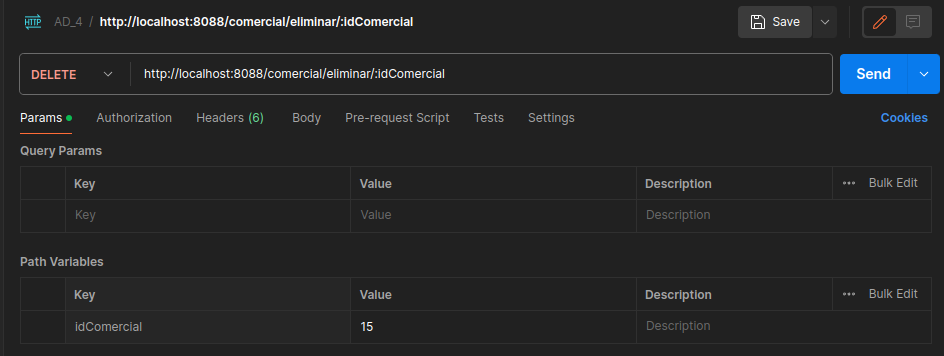 HTTP AD_4 / http://localhost:8088/comercial/eliminar/:idComercial Save
DELETE http://localhost:8088/comercial/eliminar/:idComercial Send
Params Authorization Headers (6) Body Pre-request Script Tests Settings Cookies
Query Params
Key Value Description ••• Bulk Edit
Key Value Description
Path Variables
Key Value Description ••• Bulk Edit
idComercial 15 Description